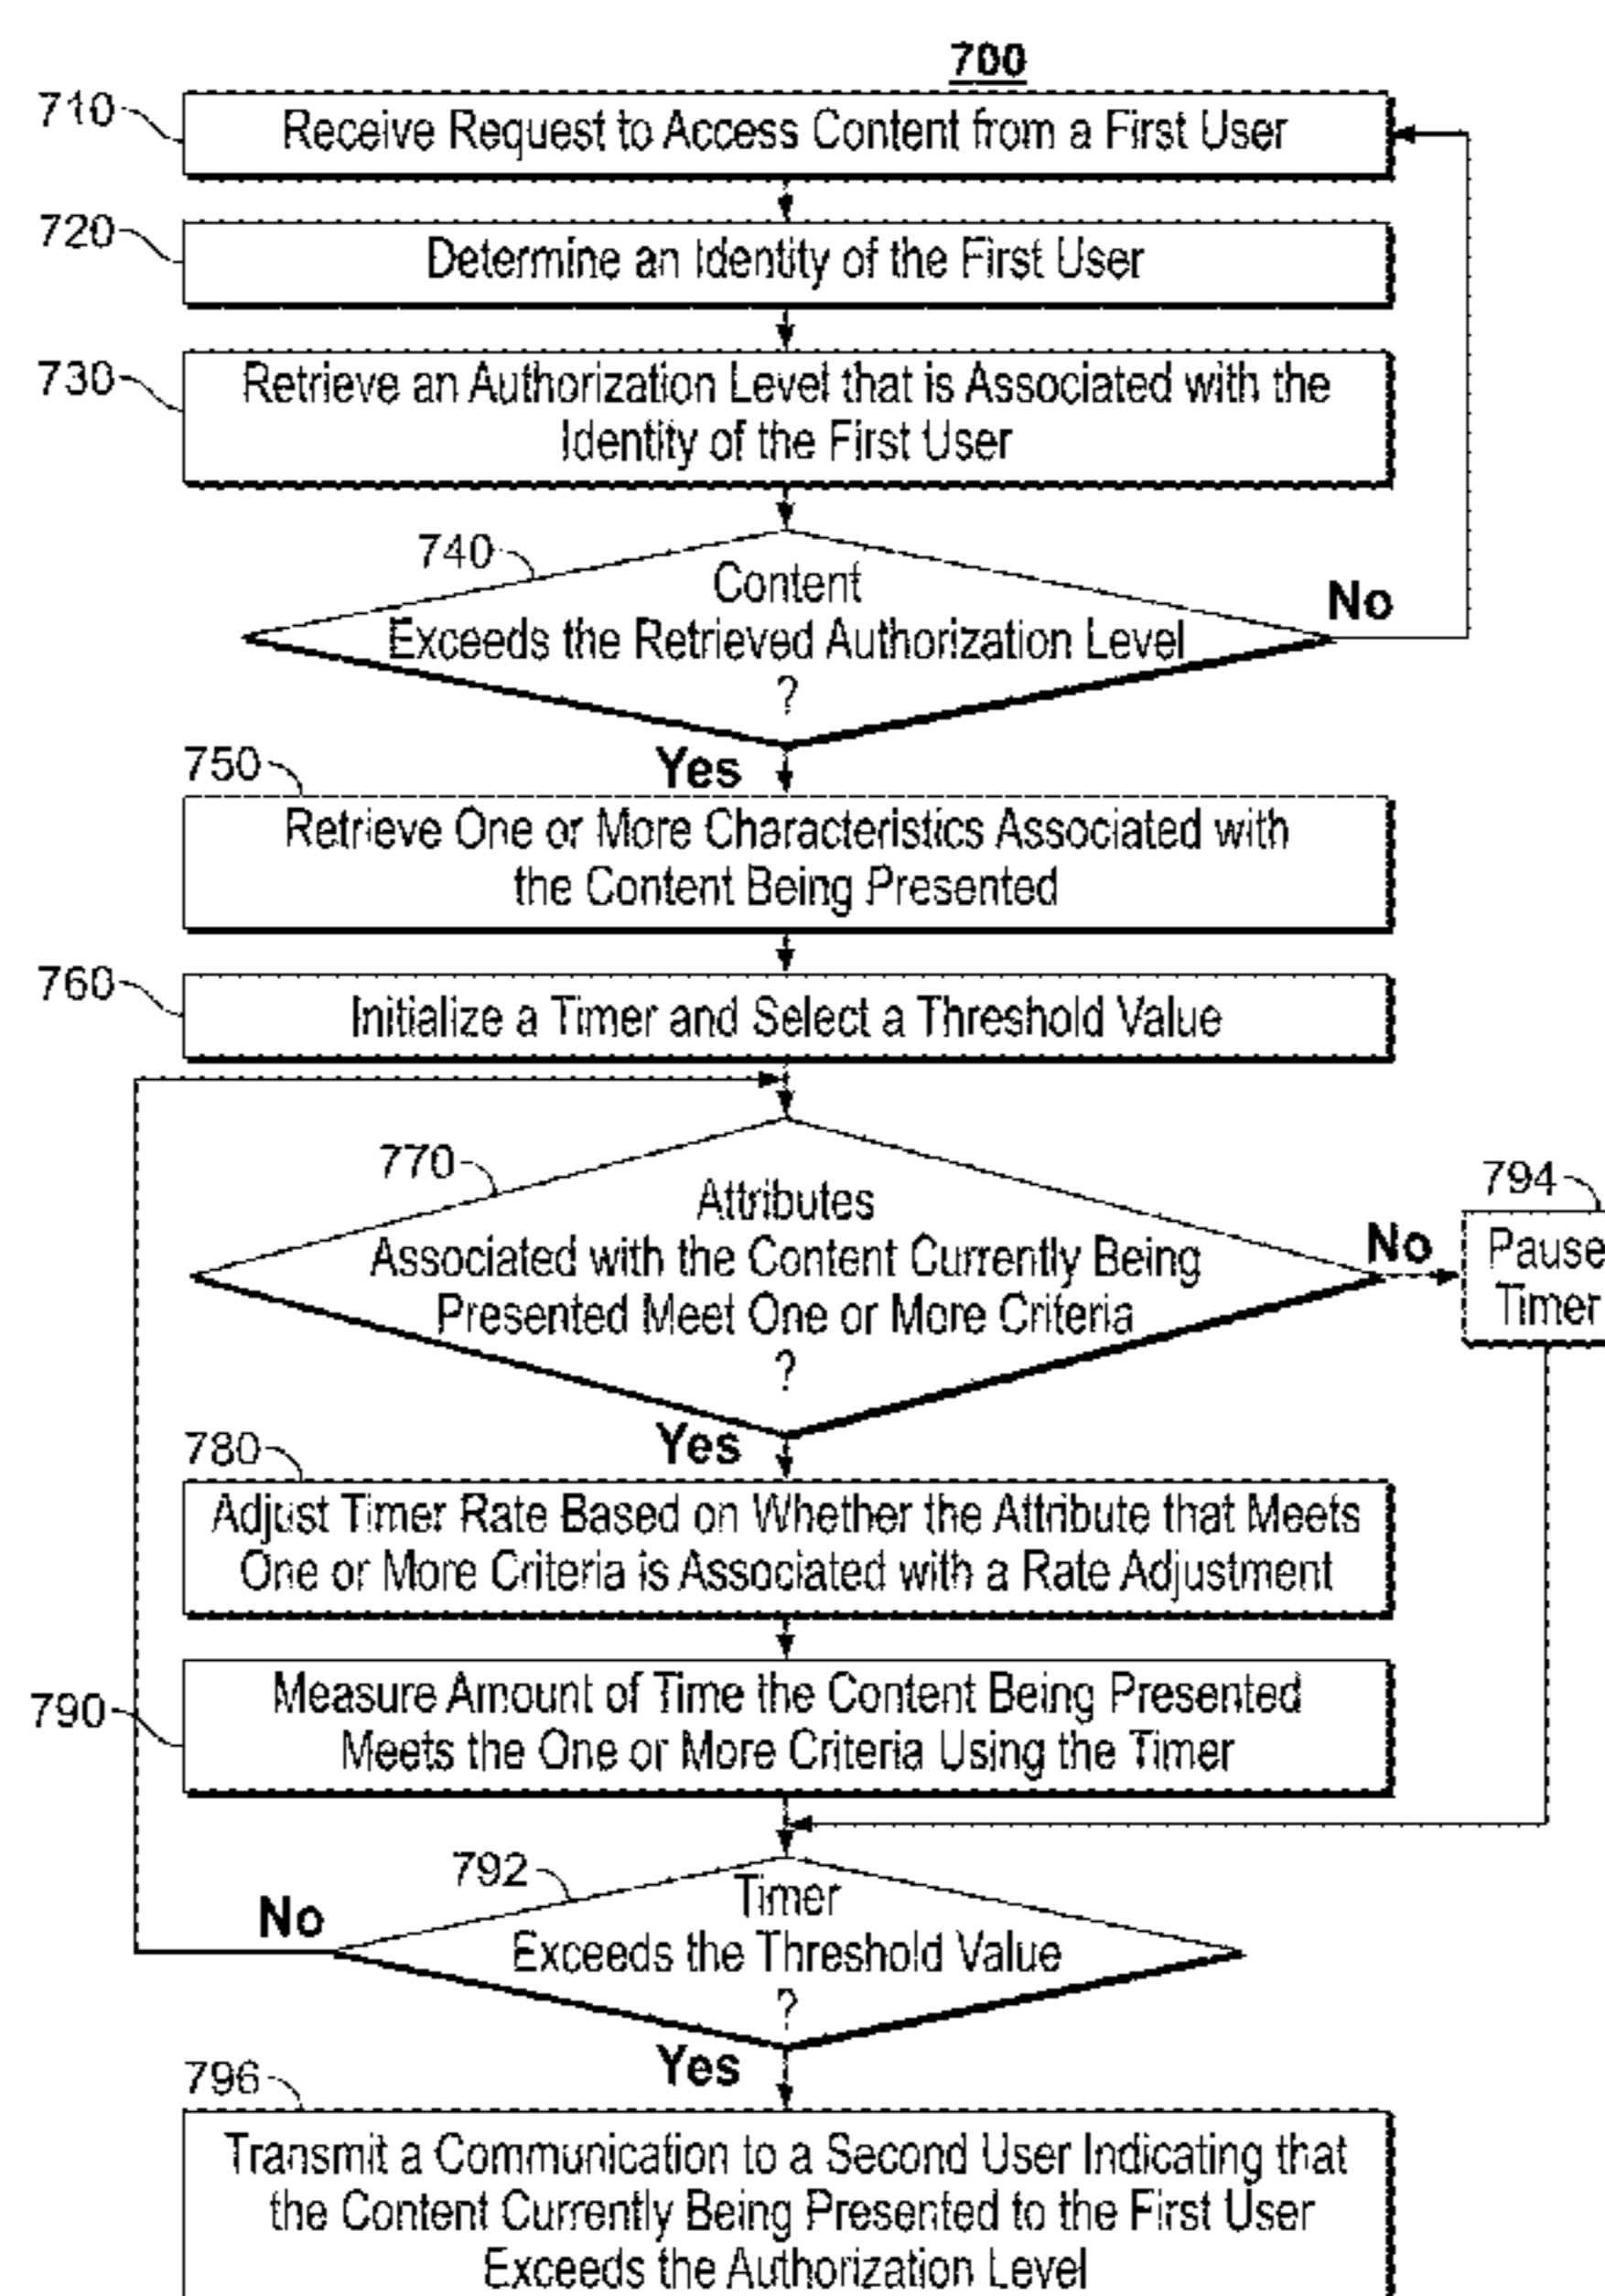 700
710
Receive Request to Access Content from a First User
720
Determine an Identity of the First User
730
Retrieve an Authorization Level that is Associated with the
Identity of the First User
740
Content
Exceeds the Retrieved Authorization Level
?
No
Yes
750
Retrieve One or More Characteristics Associated with
the Content Being Presented
760
Initialize a Timer and Select a Threshold Value
770
Attributes
Associated with the Content Currently Being
Presented Meet One or More Criteria
?
No
794
Pause
Timer
Yes
780
Adjust Timer Rate Based on Whether the Attribute that Meets
One or More Criteria is Associated with a Rate Adjustment
790
Measure Amount of Time the Content Being Presented
Meets the One or More Criteria Using the Timer
792
Timer
Exceeds the Threshold Value
?
No
Yes
796
Transmit a Communication to a Second User Indicating that
the Content Currently Being Presented to the First User
Exceeds the Authorization Level